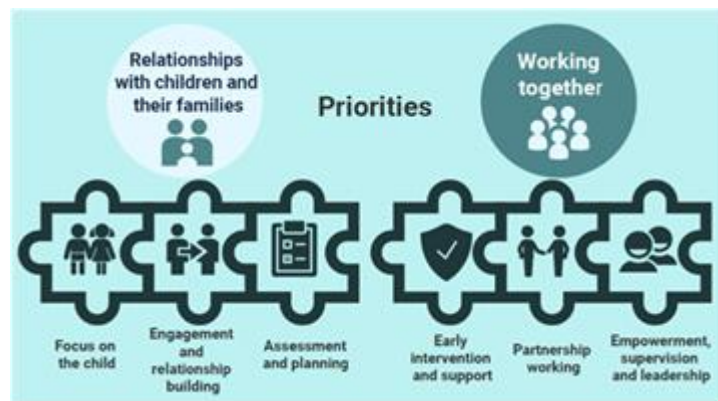 Relationships
with children and
their families
Priorities
Working
together
Focus on
the child
Engagement
and
relationship
building
Assessment
and planning
Early
intervention
and support
Partnership
working
Empowerment,
supervision
and leadership